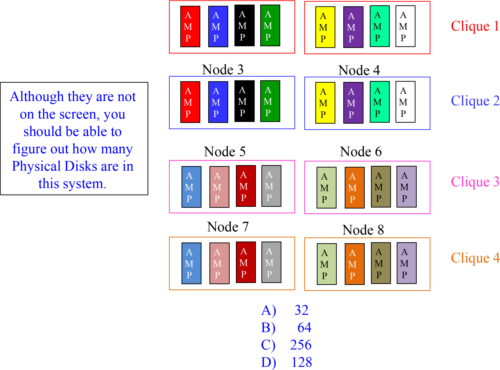 A A A A A A A A
M M M M M M M M
P P P P P P P P
Clique 1
Node 3 Node 4
A A A A A A A A
M M M M M M M M
P P P P P P P P
Clique 2
Although they are not
on the screen, you
should be able to
figure out how many
Physical Disks are in
this system.
Node 5 Node 6
A A A A A A A A
M M M M M M M M
P P P P P P P P
Clique 3
Node 7 Node 8
A A A A A A A A
M M M M M M M M
P P P P P P P P
Clique 4
A) 32
B) 64
C) 256
D) 128